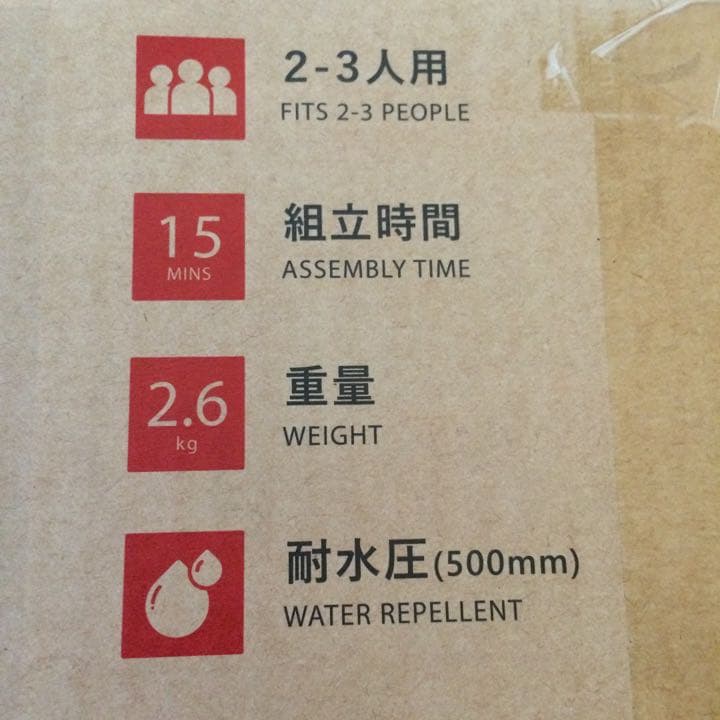 2-3人用
FITS 2-3 PEOPLE
15
MINS
組立時間
ASSEMBLY TIME
2.6
kg
重量
WEIGHT
耐水圧(500mm)
WATER REPELLENT